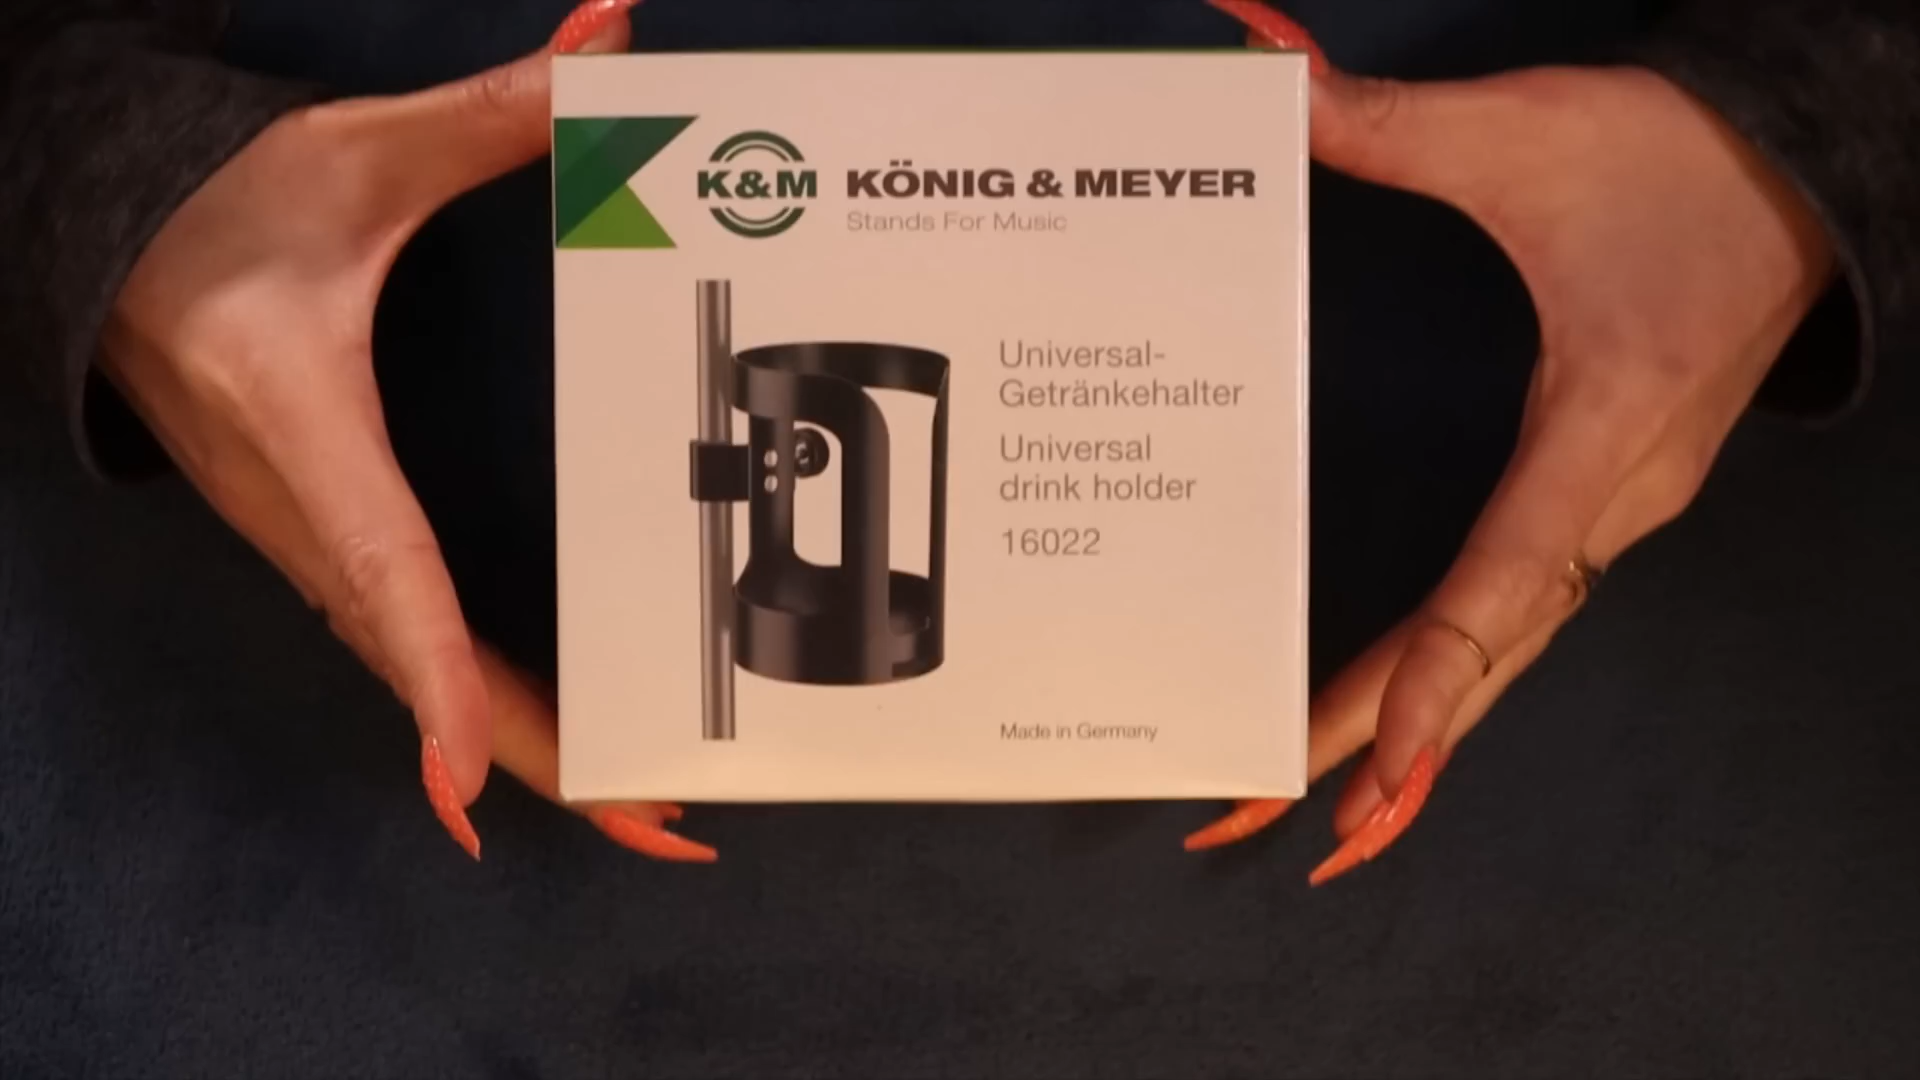 K&M
KÖNIG & MEYER
Stands For Music
Universal-
Getränkehalter
Universal
drink holder
16022
Made in Germany